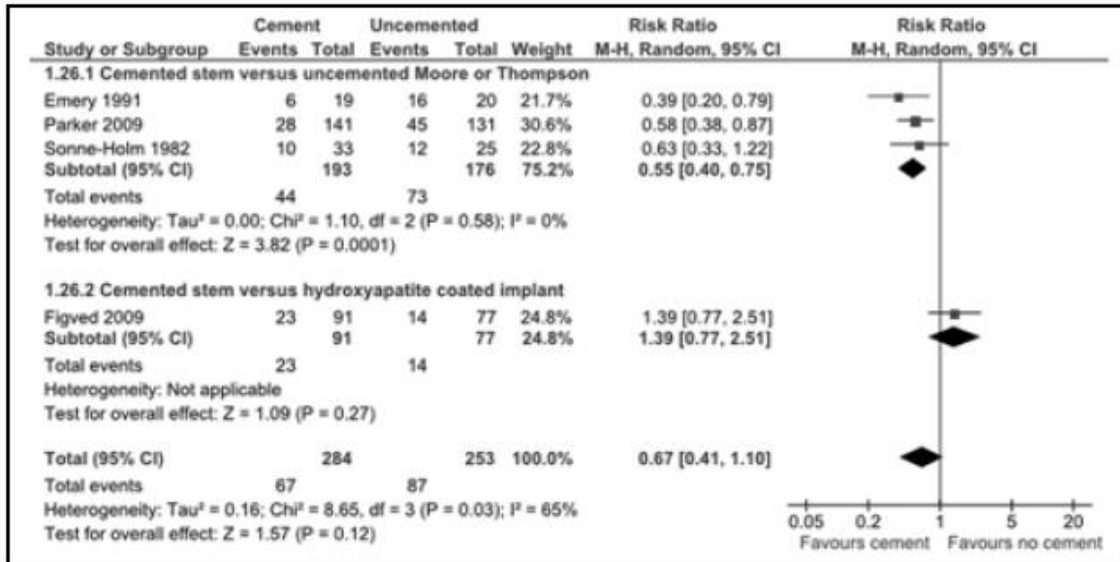 Cement Uncemented Risk Ratio Risk Ratio
Study or Subgroup Events Total Events Total Weight M-H, Random, 95% CI M-H, Random, 95% CI
1.26.1 Cemented stem versus uncemented Moore or Thompson
Emery 1991 6 19 16 20 21.7% 0.39 [0.20, 0.79]
Parker 2009 28 141 45 131 30.6% 0.58 [0.38, 0.87]
Sonne-Holm 1982 10 33 12 25 22.8% 0.63 [0.33, 1.22]
Subtotal (95% CI) 193 176 75.2% 0.55 [0.40, 0.75]
Total events 44 73
Heterogeneity: Tau² = 0.00; Chi² = 1.10, df = 2 (P = 0.58); I² = 0%
Test for overall effect: Z = 3.82 (P = 0.0001)
1.26.2 Cemented stem versus hydroxyapatite coated implant
Figved 2009 23 91 14 77 24.8% 1.39 [0.77, 2.51]
Subtotal (95% CI) 91 77 24.8% 1.39 [0.77, 2.51]
Total events 23 14
Heterogeneity: Not applicable
Test for overall effect: Z = 1.09 (P = 0.27)
Total (95% CI) 284 253 100.0% 0.67 [0.41, 1.10]
Total events 67 87
Heterogeneity: Tau² = 0.16; Chi² = 8.65, df = 3 (P = 0.03); I² = 65%
Test for overall effect: Z = 1.57 (P = 0.12)
0.05 0.2 1 5 20
Favours cement Favours no cement